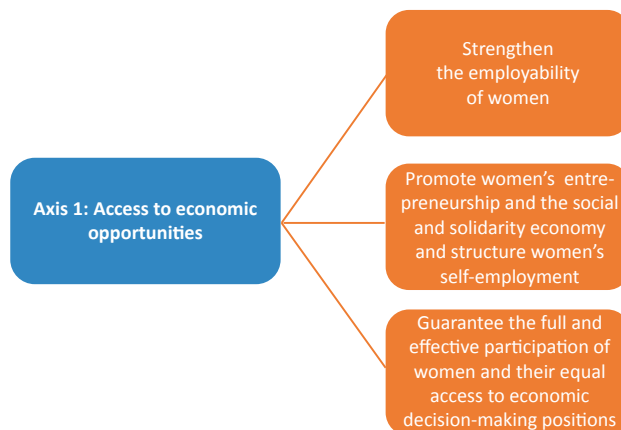 Strengthen
the employability
of women
Axis 1: Access to economic
opportunities
Promote women's entre-
preneurship and the social
and solidarity economy
and structure women's
self-employment
Guarantee the full and
effective participation of
women and their equal
access to economic
decision-making positions